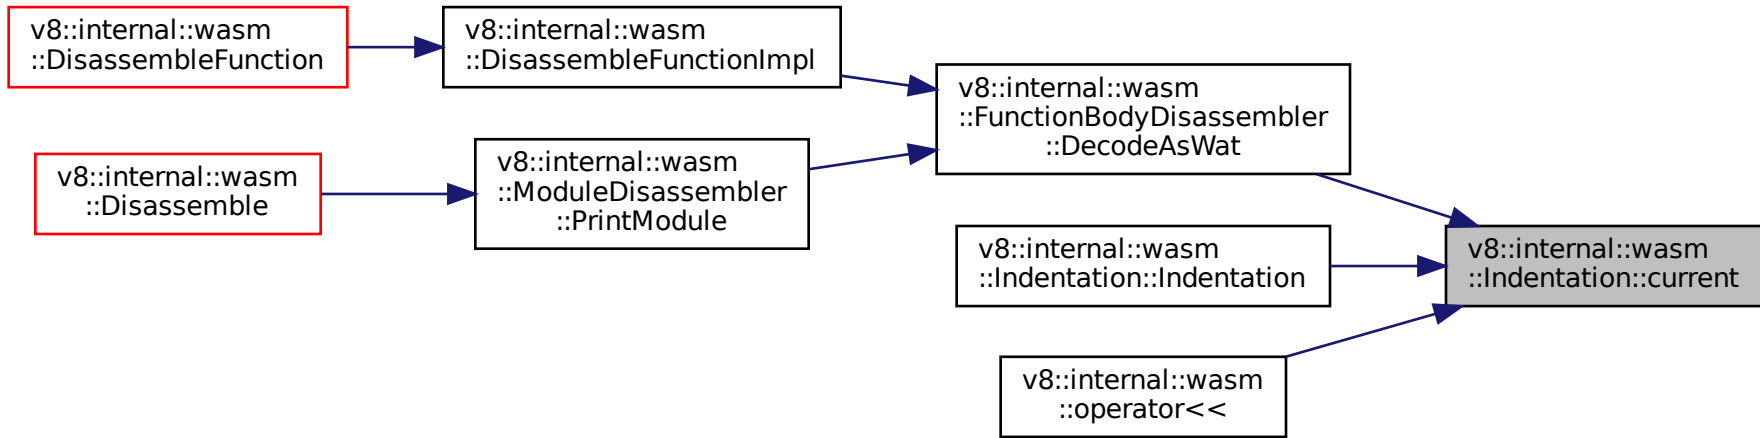 v8::internal::wasm
::DisassembleFunction
v8::internal::wasm
::DisassembleFunctionImpl
v8::internal::wasm
::FunctionBodyDisassembler
::DecodeAsWat
v8::internal::wasm
::Disassemble
v8::internal::wasm
::ModuleDisassembler
::PrintModule
v8::internal::wasm
::Indentation::Indentation
v8::internal::wasm
::Indentation::current
v8::internal::wasm
::operator<<